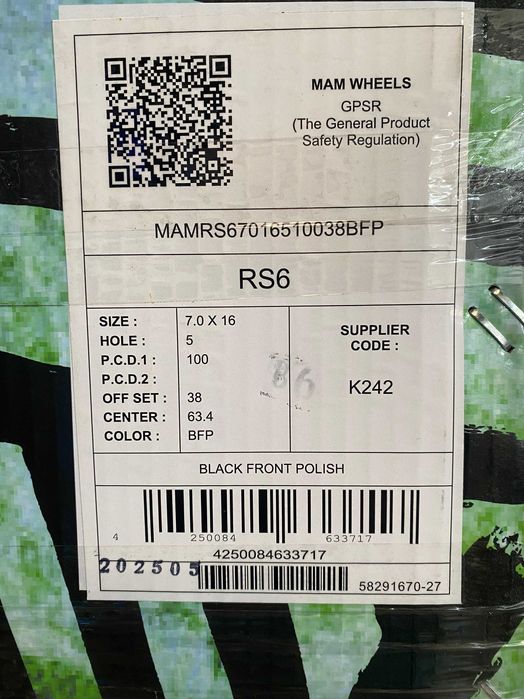 MAM WHEELS
GPSR
(The General Product
Safety Regulation)
MAMRS67016510038BFP
RS6
SIZE : 7.0 X 16
HOLE : 5
P.C.D.1 : 100
P.C.D.2 :
OFF SET : 38
CENTER : 63.4
COLOR : BFP
SUPPLIER
CODE :
K242
BLACK FRONT POLISH
4 250084 633717
4250084633717
202505
58291670-27